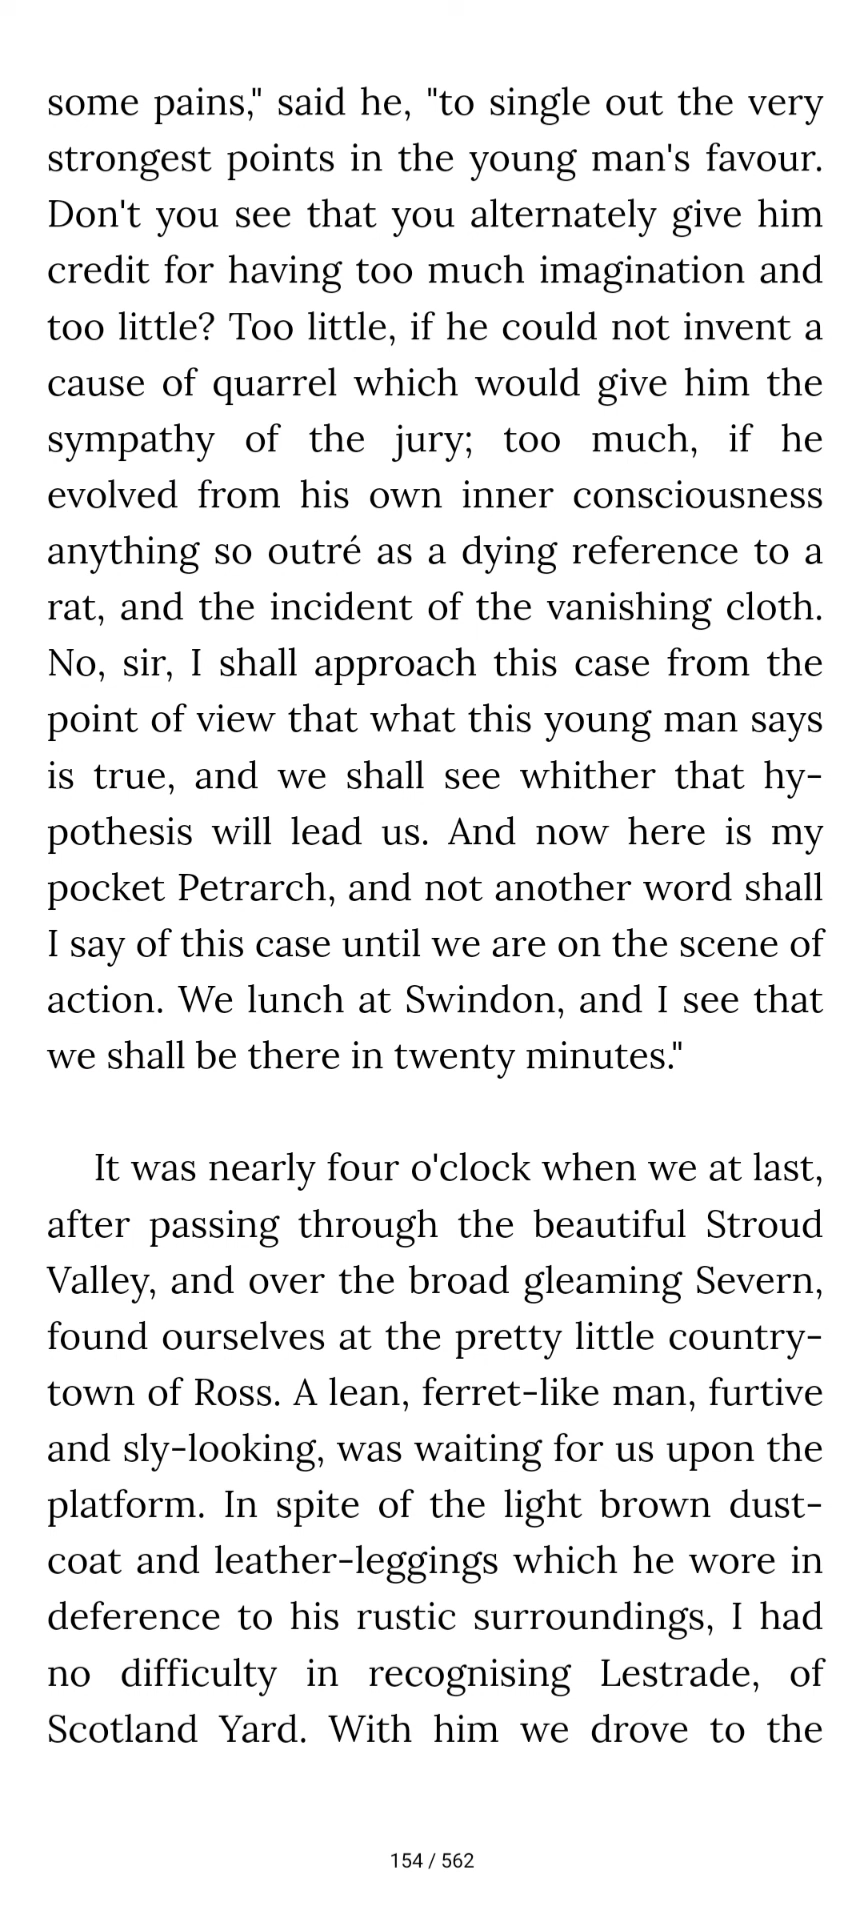 some pains," said he, "to single out the very
strongest points in the young man's favour.
Don't you see that you alternately give him
credit for having too much imagination and
too little? Too little, if he could not invent a
cause of quarrel which would give him the
sympathy of the jury; too much, if he
evolved from his own inner consciousness
anything so outré as a dying reference to a
rat, and the incident of the vanishing cloth.
No, sir, I shall approach this case from the
point of view that what this young man says
is true, and we shall see whither that hy-
pothesis will lead us. And now here is my
pocket Petrarch, and not another word shall
I say of this case until we are on the scene of
action. We lunch at Swindon, and I see that
we shall be there in twenty minutes."
It was nearly four o'clock when we at last,
after passing through the beautiful Stroud
Valley, and over the broad gleaming Severn,
found ourselves at the pretty little country-
town of Ross. A lean, ferret-like man, furtive
and sly-looking, was waiting for us upon the
platform. In spite of the light brown dust-
coat and leather-leggings which he wore in
deference to his rustic surroundings, I had
no difficulty in recognising Lestrade, of
Scotland Yard. With him we drove to the
154 / 562